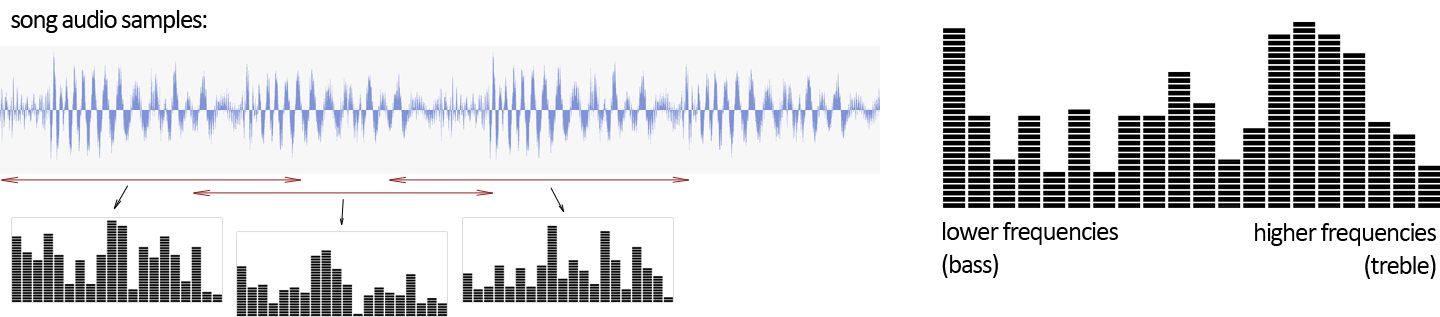 song audio samples:
lower frequencies
(bass)
higher frequencies
(treble)